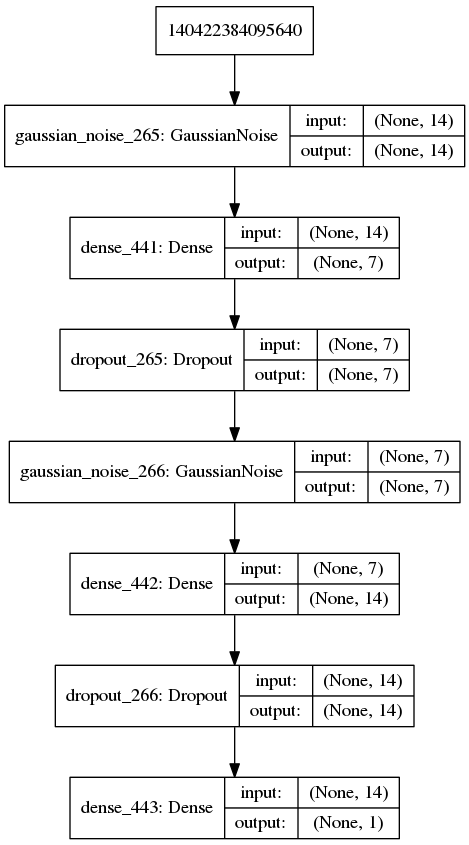 140422384095640
gaussian_noise_265: GaussianNoise
input: (None, 14)
output: (None, 14)
dense_441: Dense
input: (None, 14)
output: (None, 7)
dropout_265: Dropout
input: (None, 7)
output: (None, 7)
gaussian_noise_266: GaussianNoise
input: (None, 7)
output: (None, 7)
dense_442: Dense
input: (None, 7)
output: (None, 14)
dropout_266: Dropout
input: (None, 14)
output: (None, 14)
dense_443: Dense
input: (None, 14)
output: (None, 1)